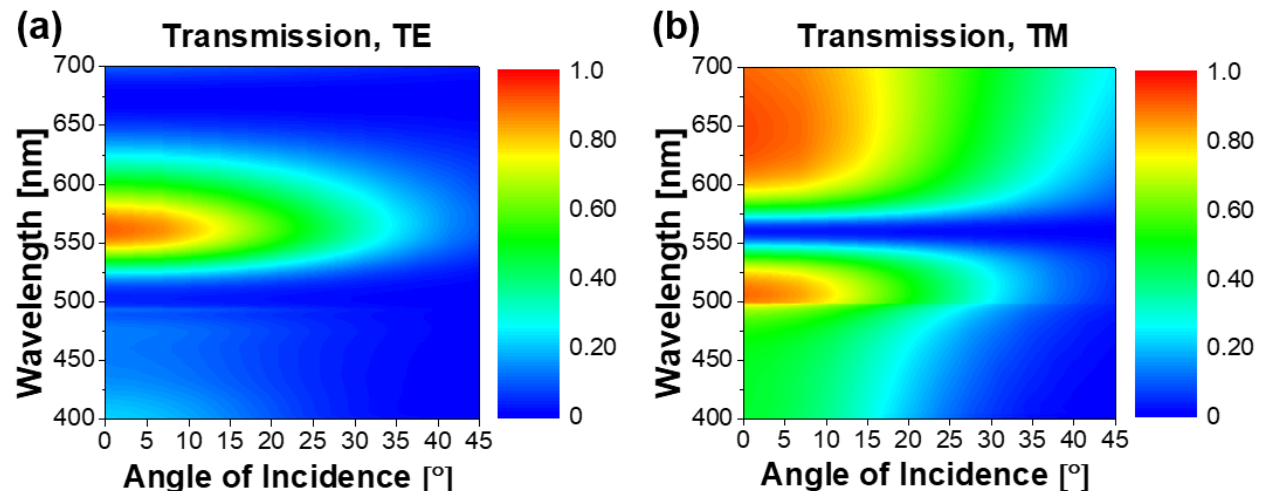 (a)
Transmission, TE
Wavelength [nm]
700
650
600
550
500
450
400
0 5 10 15 20 25 30 35 40 45
Angle of Incidence [°]
1.0
0.80
0.60
0.40
0.20
0
(b)
Transmission, TM
Wavelength [nm]
700
650
600
550
500
450
400
0 5 10 15 20 25 30 35 40 45
Angle of Incidence [°]
1.0
0.80
0.60
0.40
0.20
0